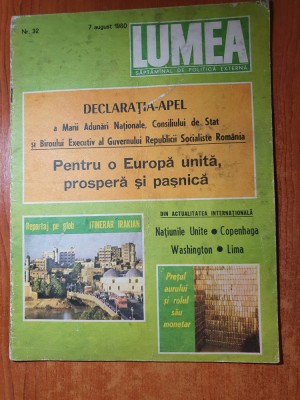 Nr. 32
7 august 1980
LUMEA
SĂPTĂMÎNAL DE POLITICĂ EXTERNĂ
DECLARAȚIA-APEL
a Marii Adunări Naționale, Consiliului de Stat
și Biroului Executiv al Guvernului Republicii Socialiste România
Pentru o Europă unită,
prosperă și pașnică
Reportaj pe glob
ITINERAR IRAKIAN
DIN ACTUALITATEA INTERNAȚIONALĂ
Națiunile Unite ● Copenhaga
Washington ● Lima
Prețul
aurului
și rolul
său
monetar